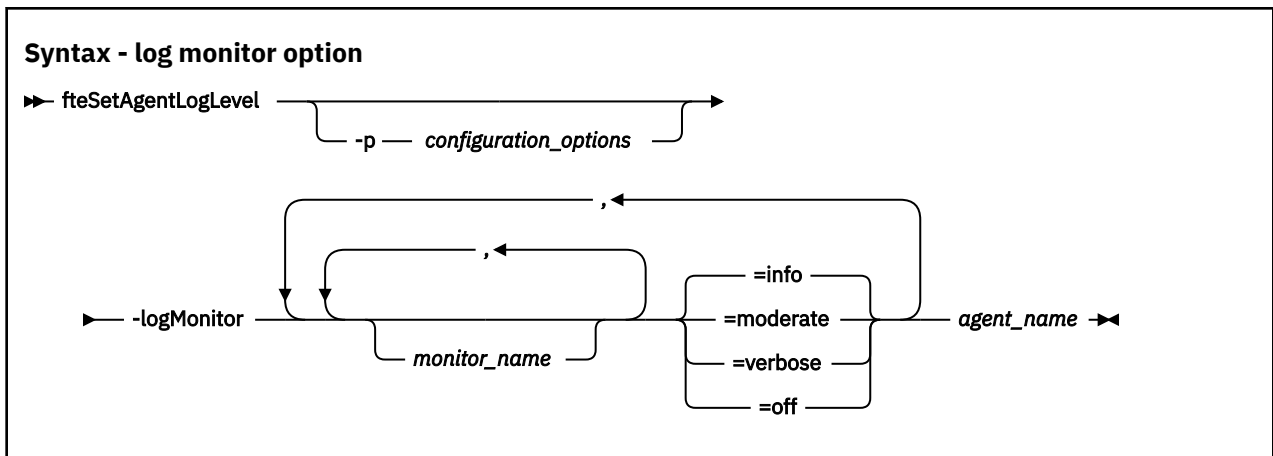 Syntax - log monitor option
fteSetAgentLogLevel
-p configuration_options
,
,
=info
-logMonitor =moderate agent_name
monitor_name =verbose
=off